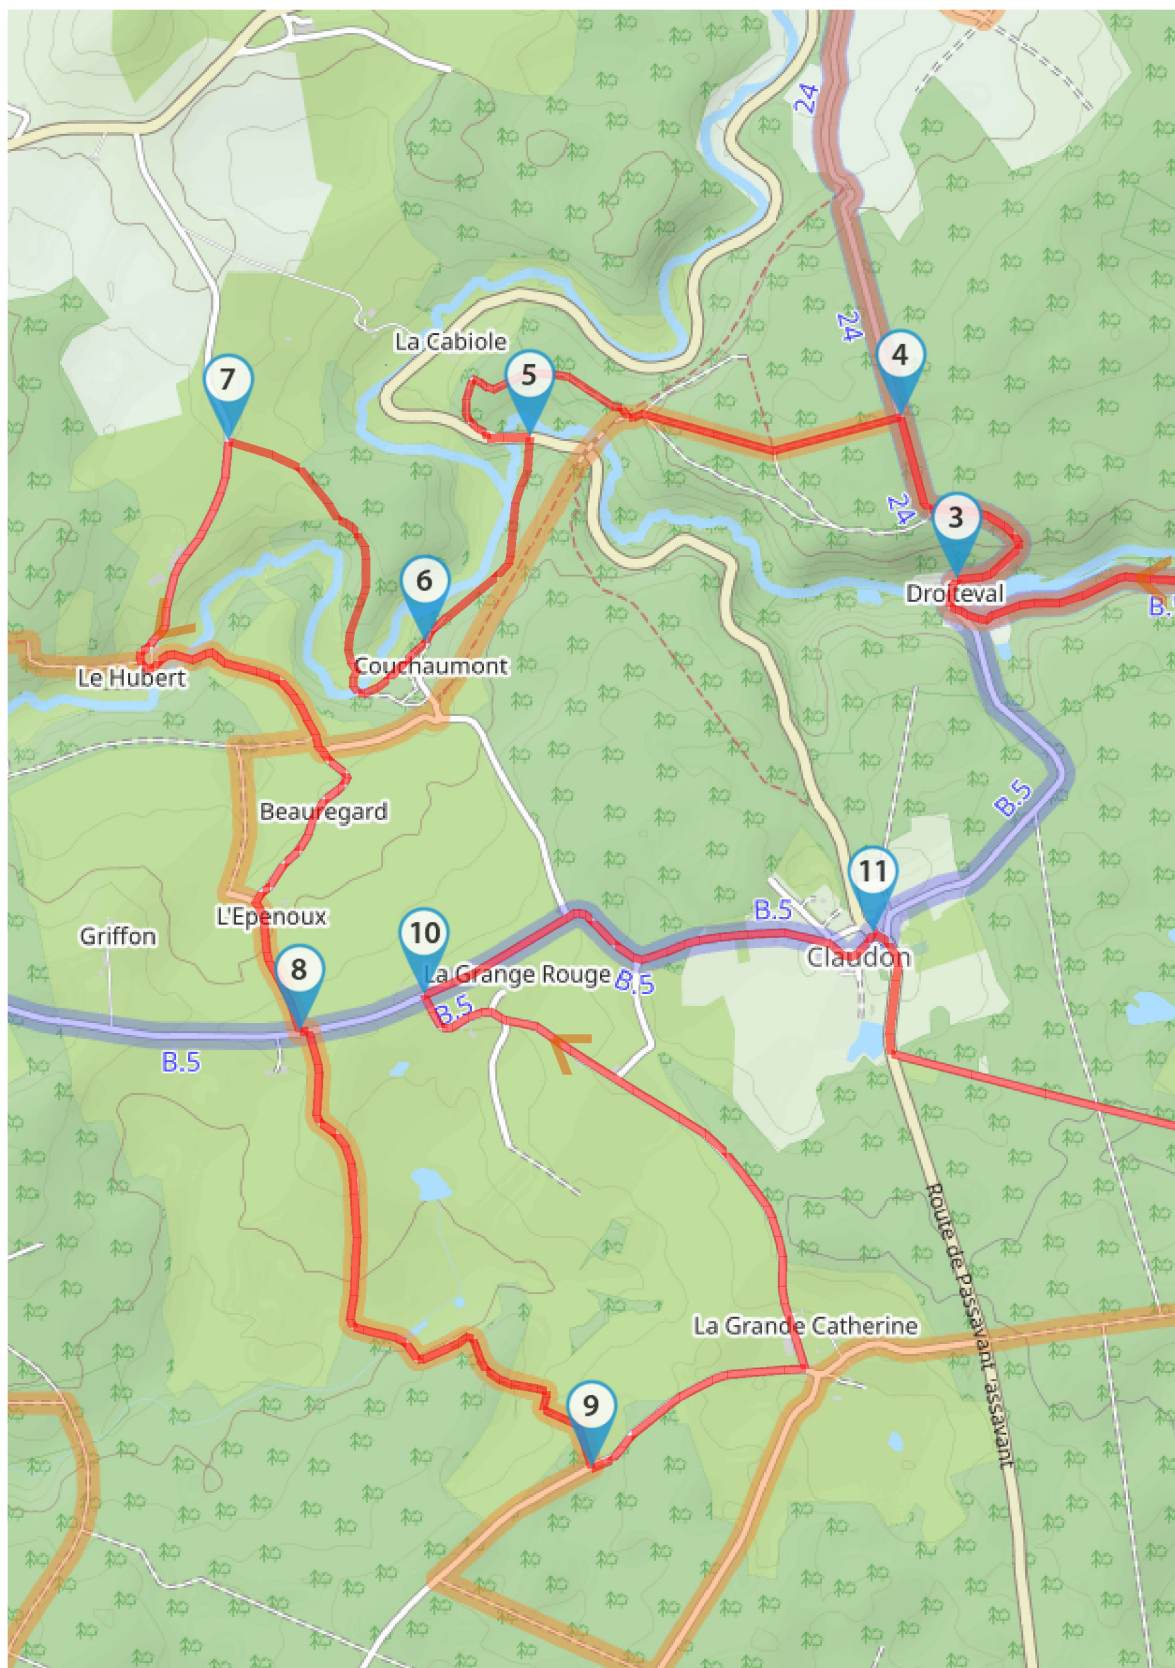 24
La Cabiole
24
4
7
5
24
3
Droiteval
B.
6
Couchaumont
Le Hubert
B.5
Beauregard
11
B.5
L'Epenoux
Griffon
10
Claudon
8
La Grange Rouge
B.5
B.5
B.5
Route de Passavant
assavant
La Grande Catherine
9